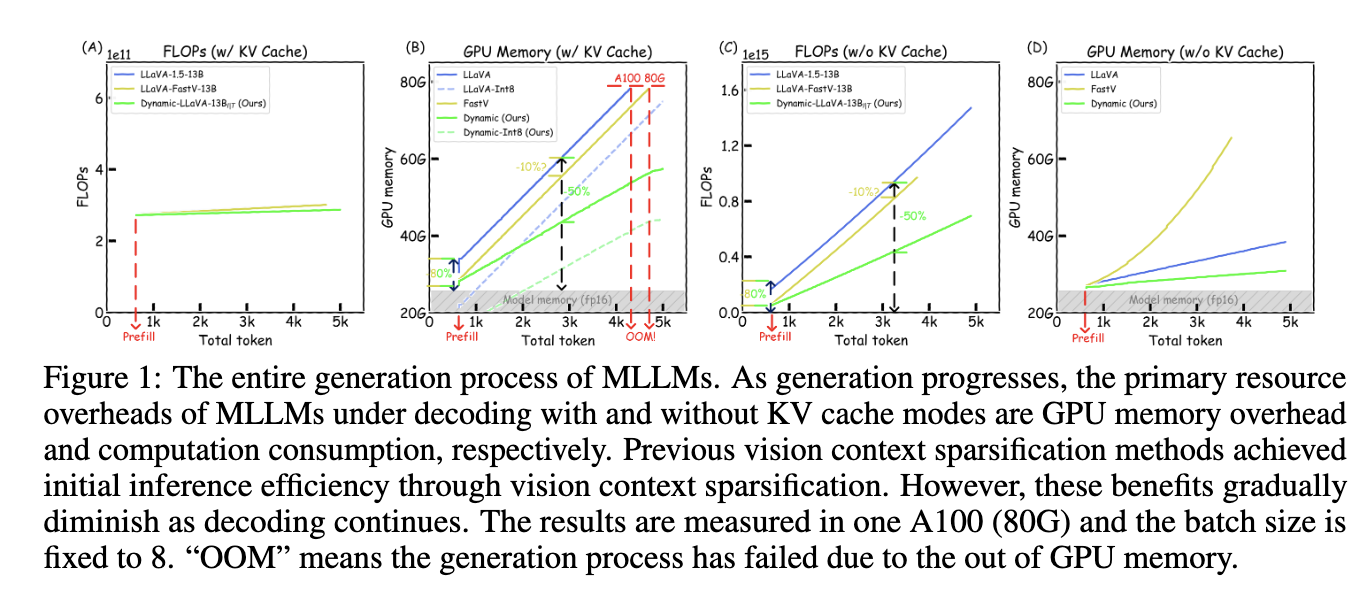 (A) 1e11 FLOPs (w/ KV Cache)
LLaVA-1.5-13B
LLaVA-FastV-13B
Dynamic-LLaVA-13B_I|T (Ours)
FLOPs
6
4
2
0
1k 2k 3k 4k 5k
Prefill
Total token
(B) GPU Memory (w/ KV Cache)
LLaVA
LLaVA-Int8
FastV
Dynamic (Ours)
Dynamic-Int8 (Ours)
A100 80G
GPU memory
80G
60G
40G
20G
-10%?
-50%
80%
Model memory (fp16)
0 1k 2k 3k 4k 5k
Prefill
OOM!
Total token
(C) 1e15 FLOPs (w/o KV Cache)
LLaVA-1.5-13B
LLaVA-FastV-13B
Dynamic-LLaVA-13B_I|T (Ours)
FLOPs
1.6
1.2
0.8
0.4
0.0
-10%?
-50%
80%
0 1k 2k 3k 4k 5k
Prefill
Total token
(D) GPU Memory (w/o KV Cache)
LLaVA
FastV
Dynamic (Ours)
GPU memory
80G
60G
40G
20G
Model memory (fp16)
0 1k 2k 3k 4k 5k
Prefill
Total token
Figure 1: The entire generation process of MLLMs. As generation progresses, the primary resource
overheads of MLLMs under decoding with and without KV cache modes are GPU memory overhead
and computation consumption, respectively. Previous vision context sparsification methods achieved
initial inference efficiency through vision context sparsification. However, these benefits gradually
diminish as decoding continues. The results are measured in one A100 (80G) and the batch size is
fixed to 8. “OOM” means the generation process has failed due to the out of GPU memory.